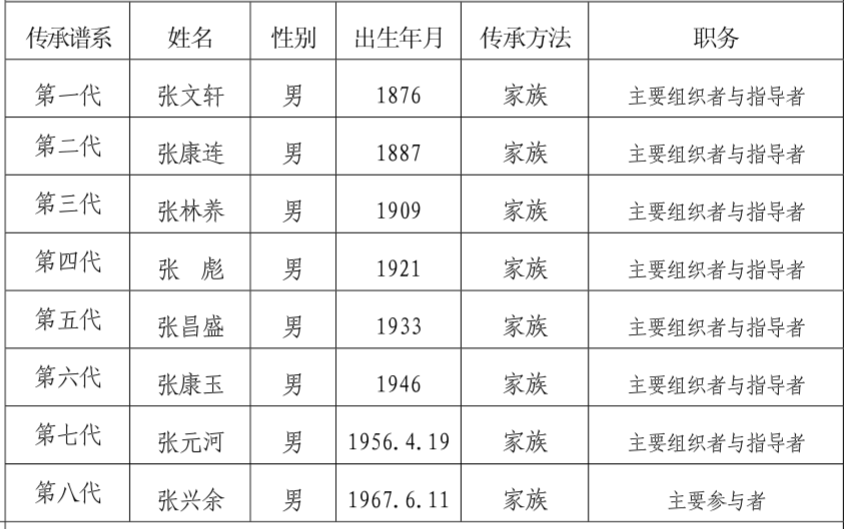 传承谱系 姓名 性别 出生年月 传承方法 职务
第一代 张文轩 男 1876 家族 主要组织者与指导者
第二代 张康连 男 1887 家族 主要组织者与指导者
第三代 张林养 男 1909 家族 主要组织者与指导者
第四代 张 彪 男 1921 家族 主要组织者与指导者
第五代 张昌盛 男 1933 家族 主要组织者与指导者
第六代 张康玉 男 1946 家族 主要组织者与指导者
第七代 张元河 男 1956.4.19 家族 主要组织者与指导者
第八代 张兴余 男 1967.6.11 家族 主要参与者